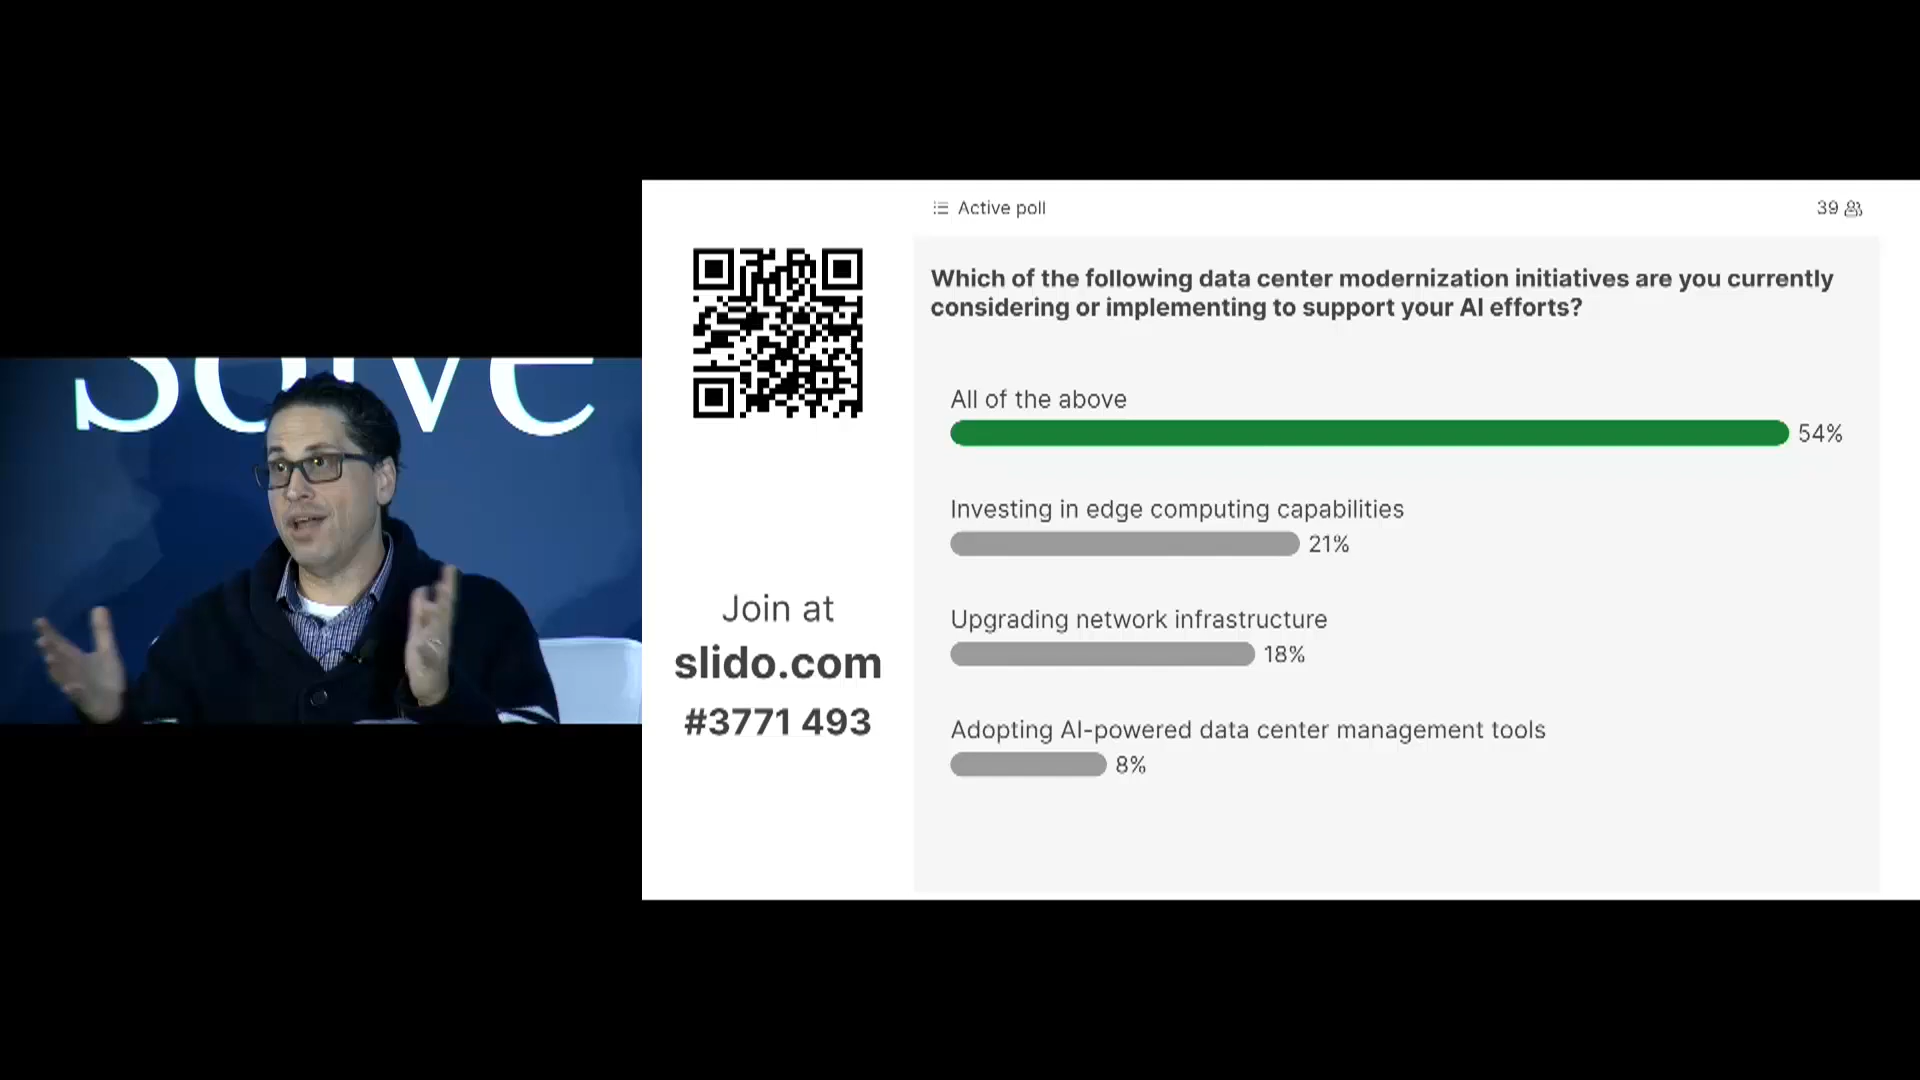 Solve
Active poll
39
Which of the following data center modernization initiatives are you currently
considering or implementing to support your AI efforts?
All of the above
54%
Investing in edge computing capabilities
21%
Upgrading network infrastructure
18%
Adopting AI-powered data center management tools
8%
Join at
slido.com
#3771 493